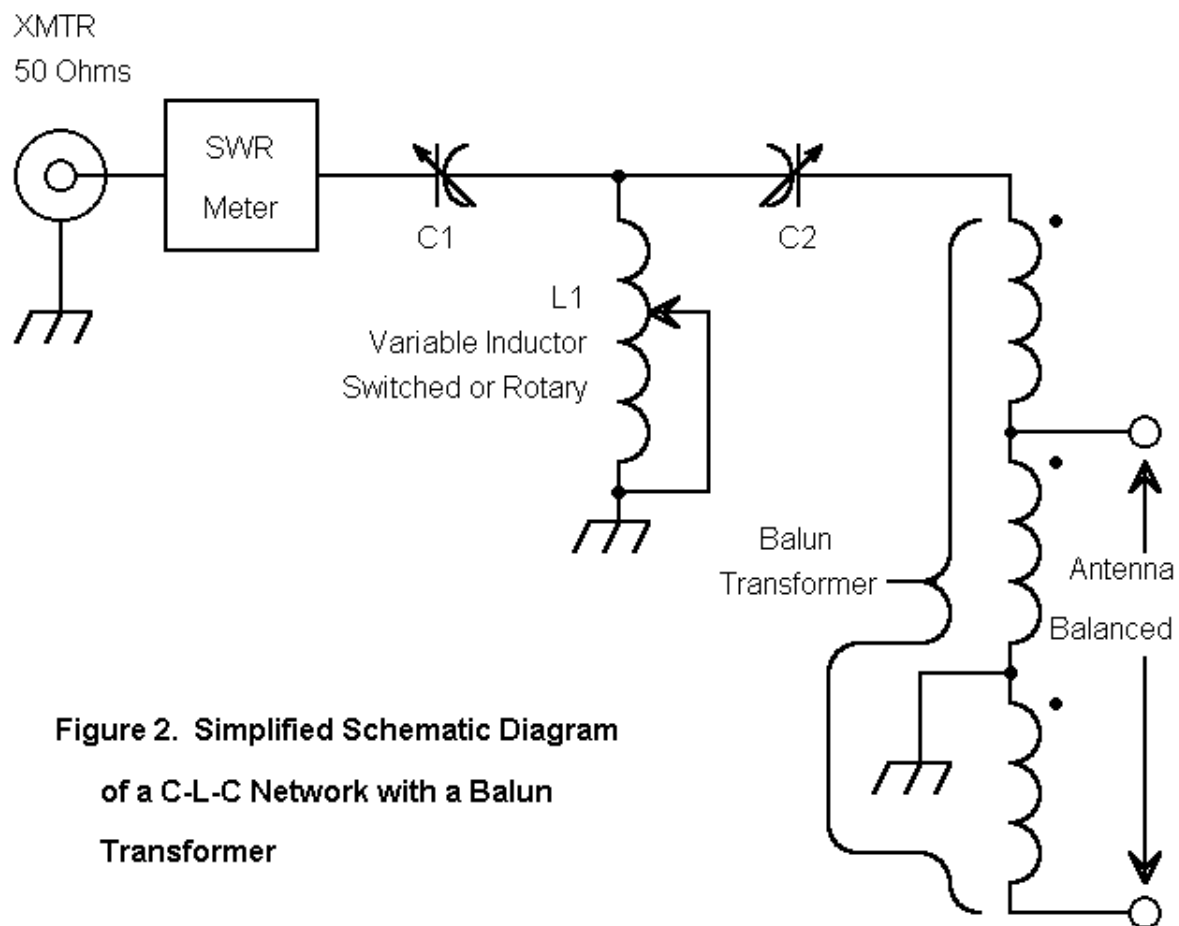 XMTR
50 Ohms
SWR
Meter
C1
C2
L1
Variable Inductor
Switched or Rotary
Balun
Transformer
Antenna
Balanced
Figure 2. Simplified Schematic Diagram
of a C-L-C Network with a Balun
Transformer